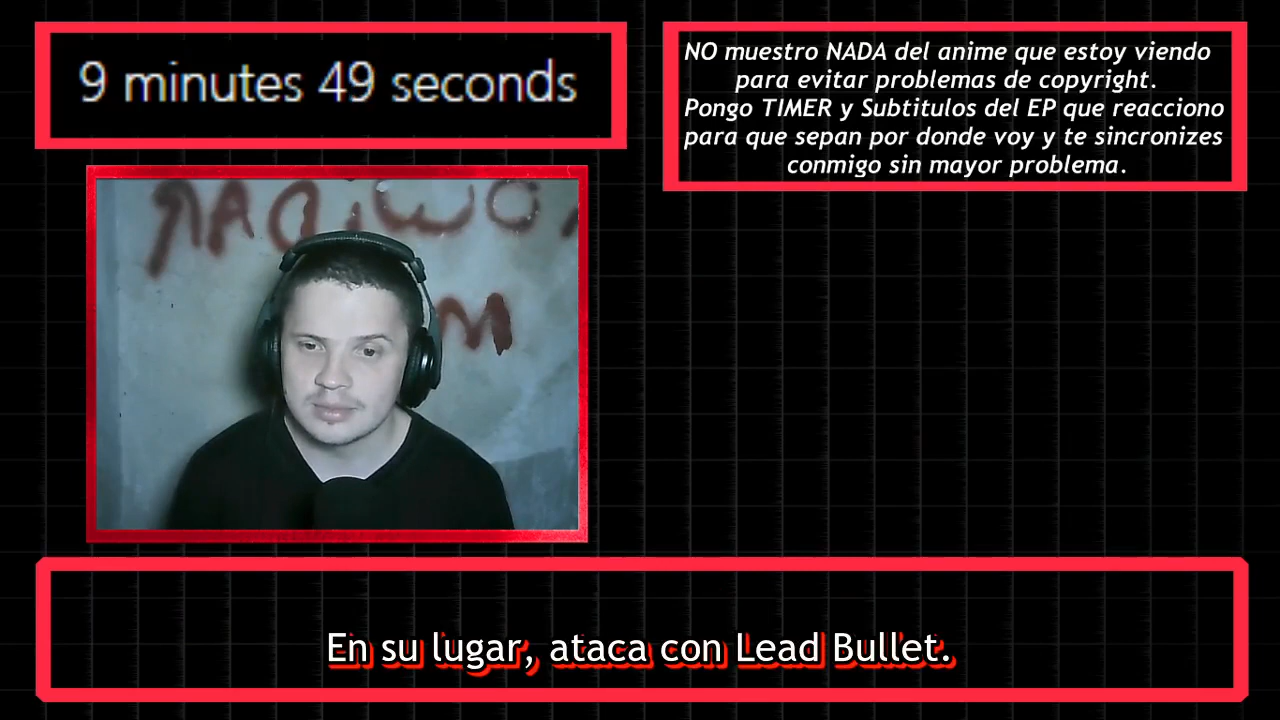 9 minutes 49 seconds
NO muestro NADA del anime que estoy viendo
para evitar problemas de copyright.
Pongo TIMER y Subtitulos del EP que reacciono
para que sepan por donde voy y te sincronizes
conmigo sin mayor problema.
En su lugar, ataca con Lead Bullet.